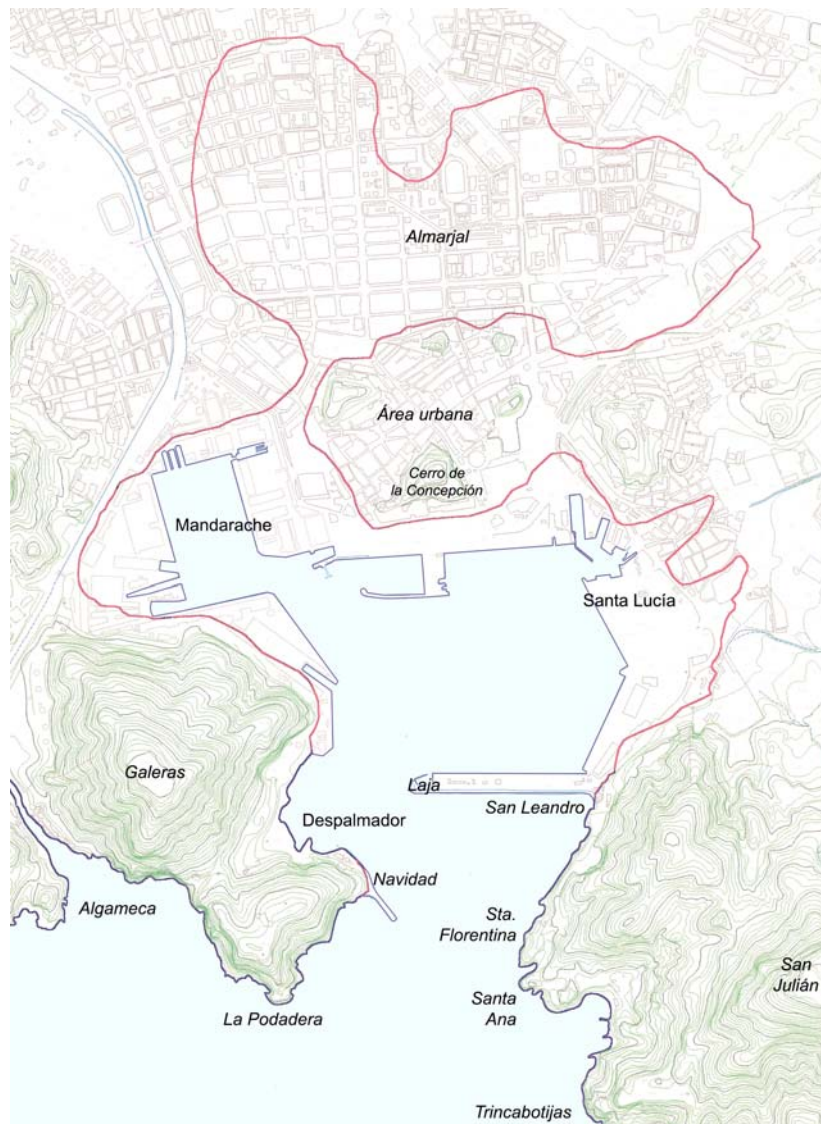 Almarjal
Área urbana
Cerro de
la Concepción
Mandarache
Santa Lucía
Galeras
Laja
San Leandro
Despalmador
Navidad
Algameca
Sta.
Florentina
San
Julián
Santa
Ana
La Podadera
Trincabotijas